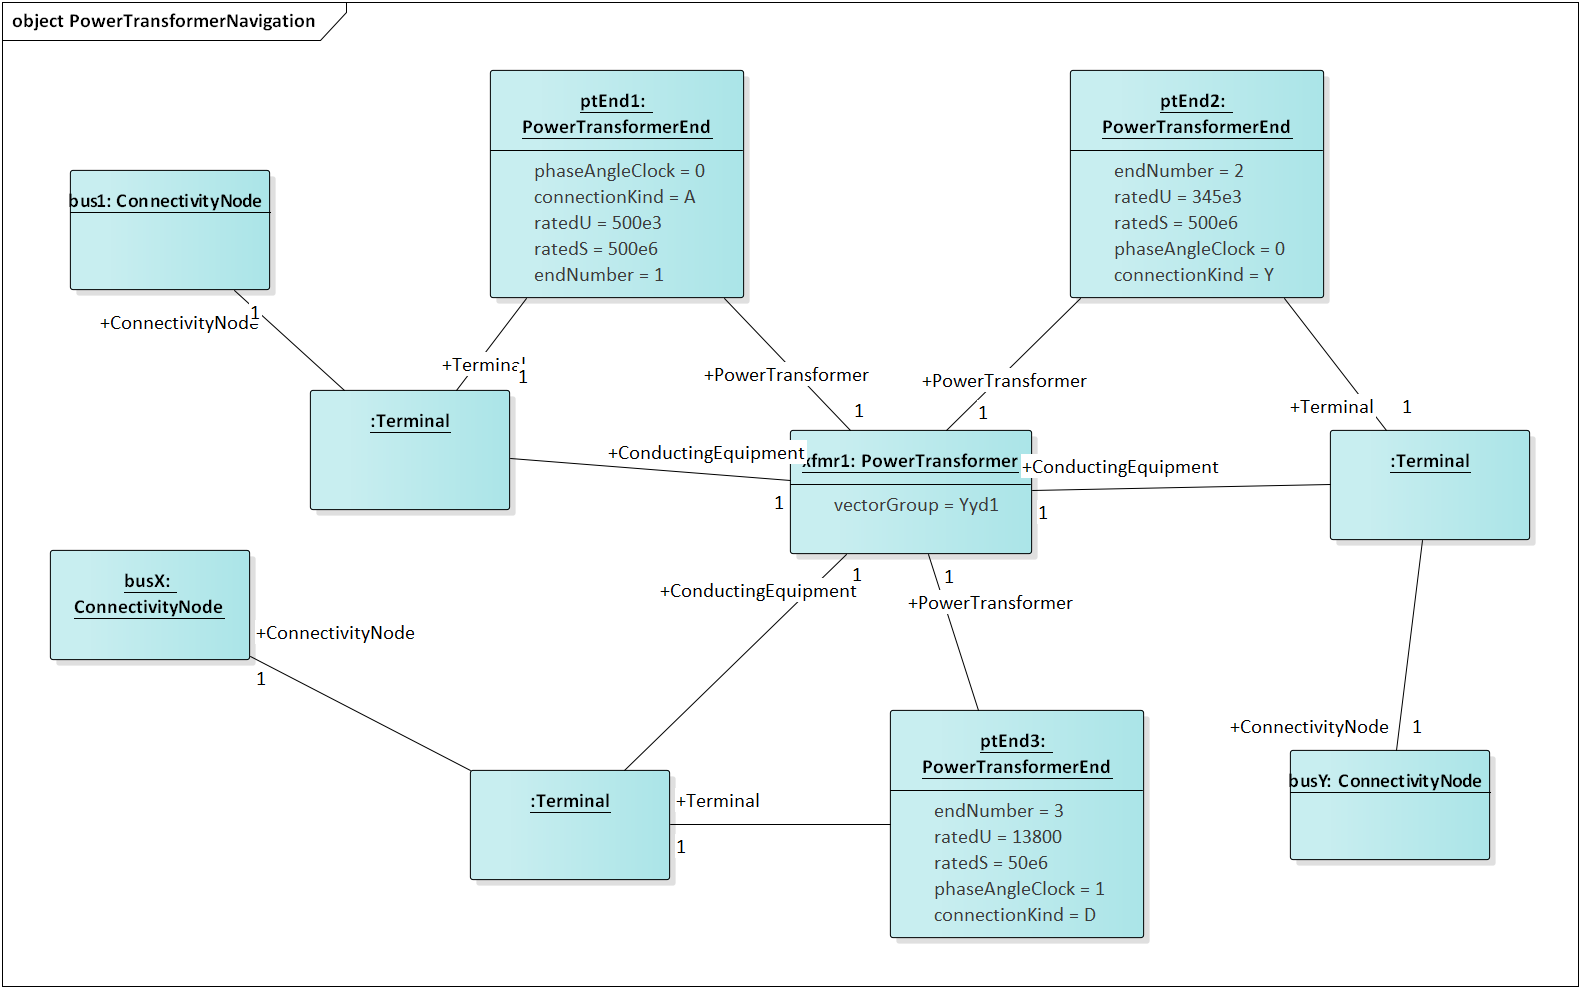 object PowerTransformerNavigation
ptEnd1:
PowerTransformerEnd
phaseAngleClock = 0
connectionKind = A
ratedU = 500e3
ratedS = 500e6
endNumber = 1
ptEnd2:
PowerTransformerEnd
endNumber = 2
ratedU = 345e3
ratedS = 500e6
phaseAngleClock = 0
connectionKind = Y
bus1: ConnectivityNode
1
+ConnectivityNode
+Terminal
1
+PowerTransformer
1
+PowerTransformer
1
+Terminal
1
:Terminal
+ConductingEquipment
1
xfmr1: PowerTransformer
vectorGroup = Yyd1
+ConductingEquipment
1
:Terminal
busX:
ConnectivityNode
+ConnectivityNode
1
1
+ConductingEquipment
1
+PowerTransformer
:Terminal
+Terminal
1
ptEnd3:
PowerTransformerEnd
endNumber = 3
ratedU = 13800
ratedS = 50e6
phaseAngleClock = 1
connectionKind = D
+ConnectivityNode
1
busY: ConnectivityNode